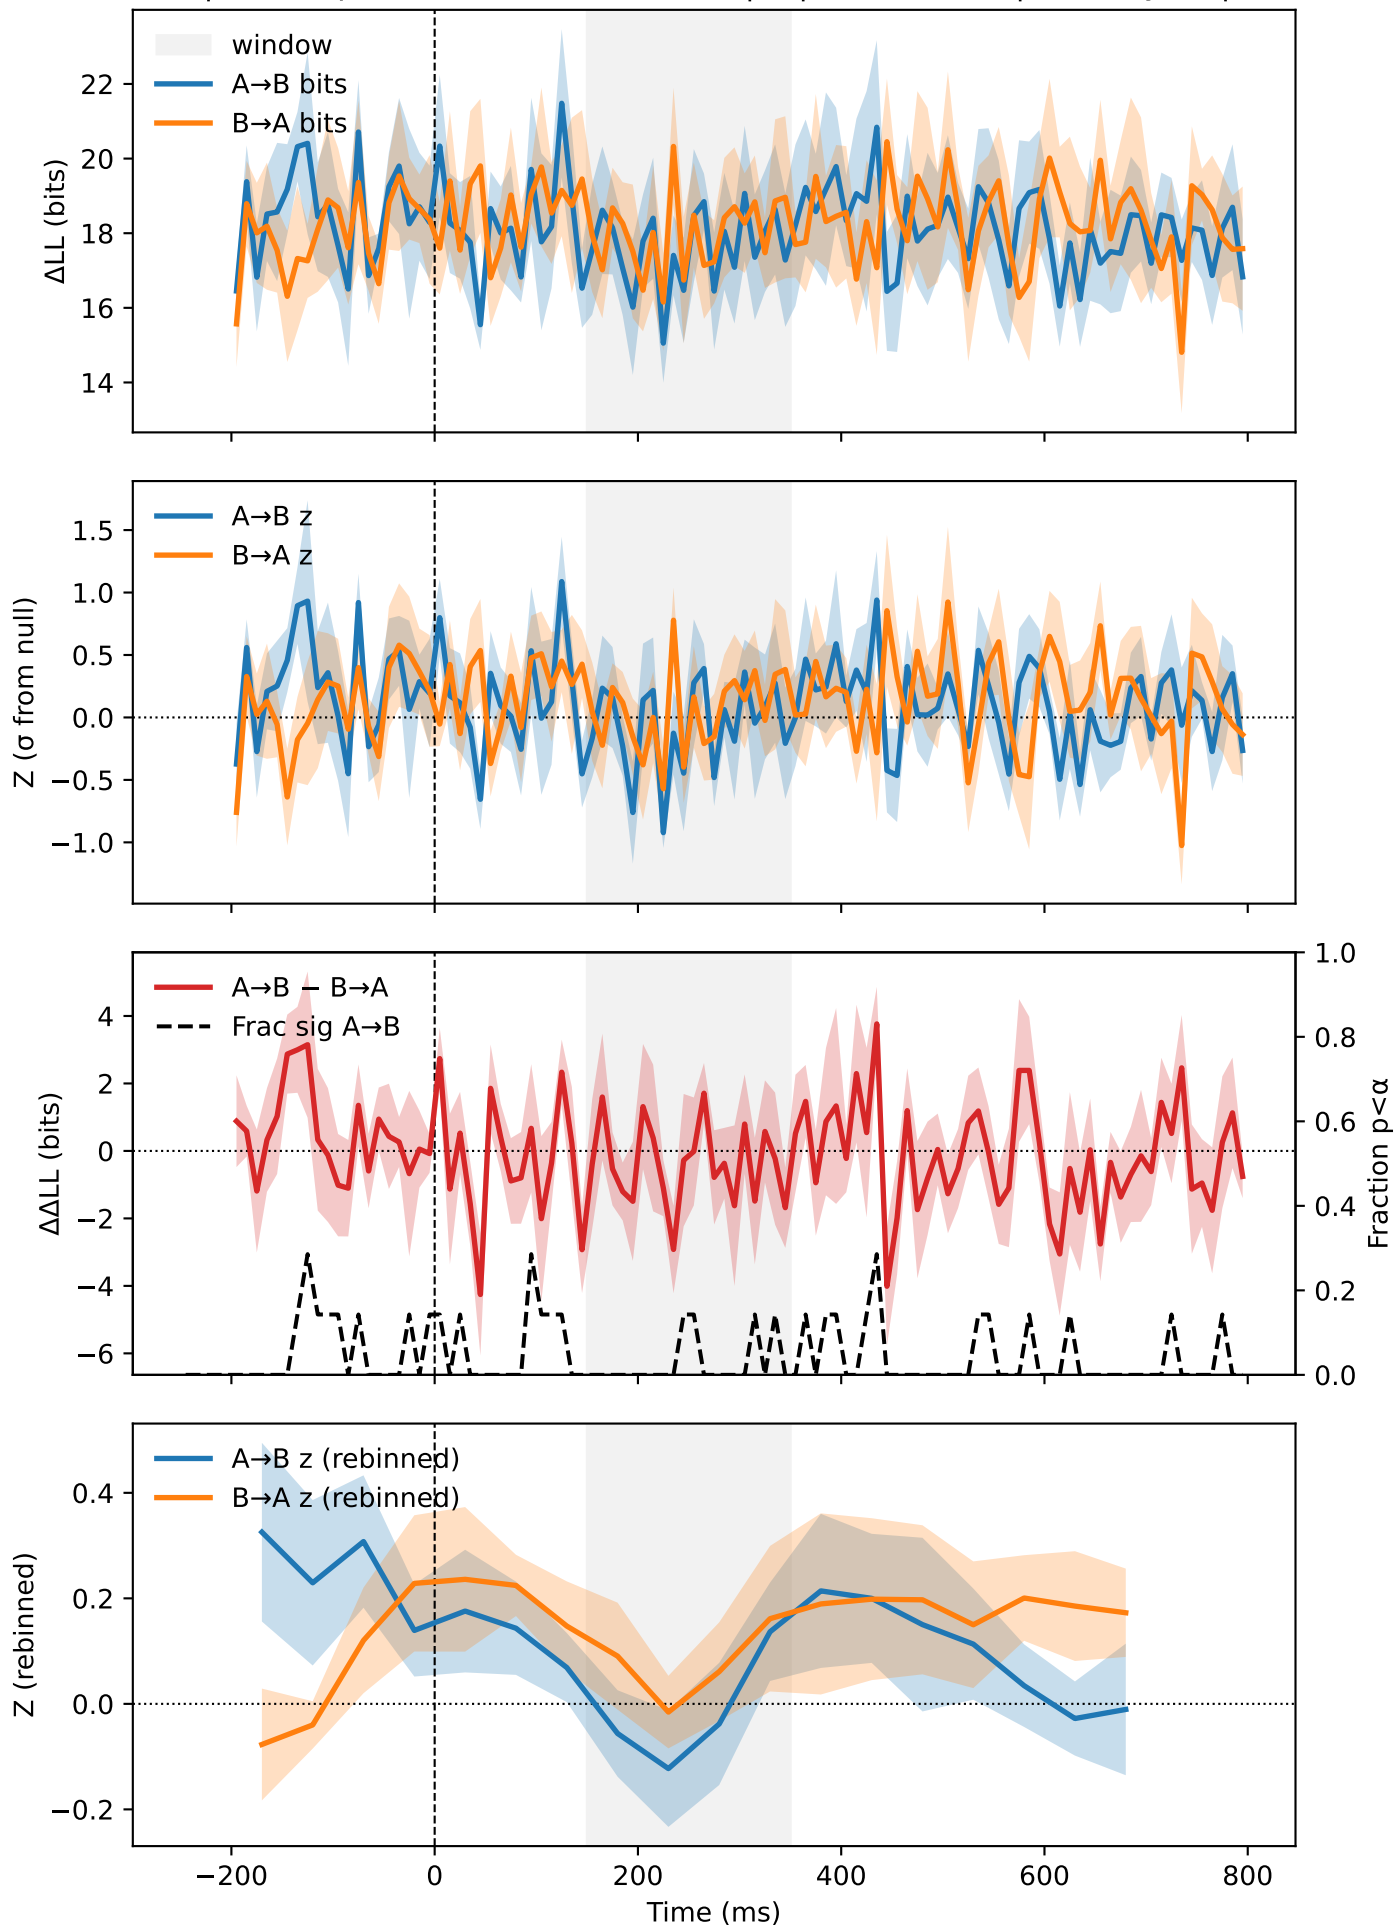 window
A→B bits
B→A bits
22
20
18
16
14
ΔLL (bits)
A→B z
B→A z
1.5
1.0
0.5
0.0
−0.5
−1.0
Z (σ from null)
A→B − B→A
Frac sig A→B
4
2
0
−2
−4
−6
ΔΔLL (bits)
1.0
0.8
0.6
0.4
0.2
0.0
Fraction p<α
A→B z (rebinned)
B→A z (rebinned)
0.4
0.2
0.0
−0.2
Z (rebinned)
−200
0
200
400
600
800
Time (ms)